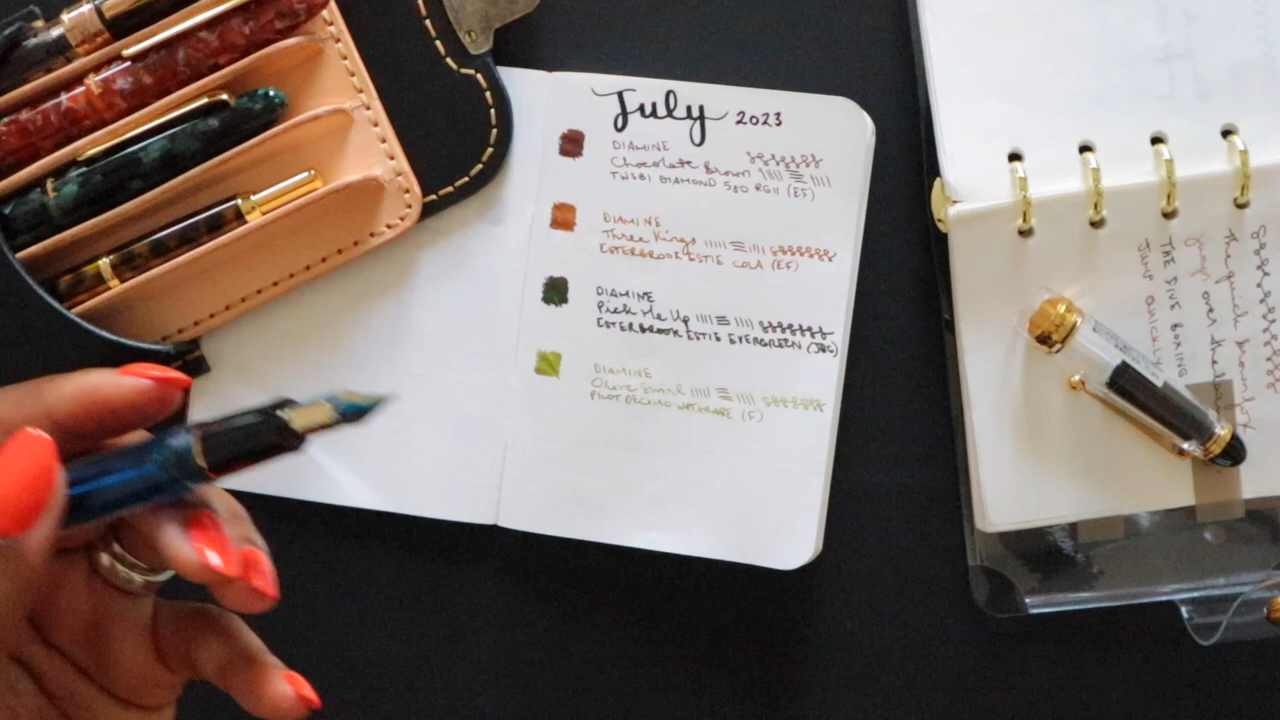 July 2023
DIAMINE
Chocolate Brown
TWSBI DIAMOND 580 RGII (EF)
DIAMINE
Three Kings
ESTERBROOK ESTIE COLA (EF)
DIAMINE
Pick Me Up
ESTERBROOK ESTIE EVERGREEN (
DIAMINE
Olive Swirl
PILOT DECIMO (F)
The quick brown fox
jumps over the lazy
THE FIVE BOXING
JUMP QUICKLY